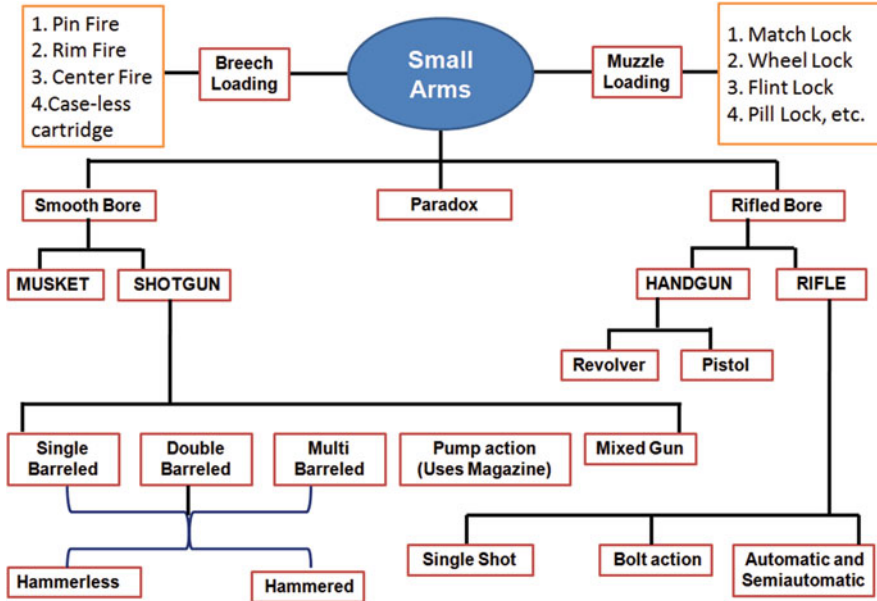 1. Pin Fire
2. Rim Fire
3. Center Fire
4.Case-less
cartridge
Breech
Loading
Small
Arms
Muzzle
Loading
1. Match Lock
2. Wheel Lock
3. Flint Lock
4. Pill Lock, etc.
Smooth Bore
Paradox
Rifled Bore
MUSKET
SHOTGUN
HANDGUN
RIFLE
Revolver
Pistol
Single
Barreled
Double
Barreled
Multi
Barreled
Pump action
(Uses Magazine)
Mixed Gun
Hammerless
Hammered
Single Shot
Bolt action
Automatic and
Semiautomatic